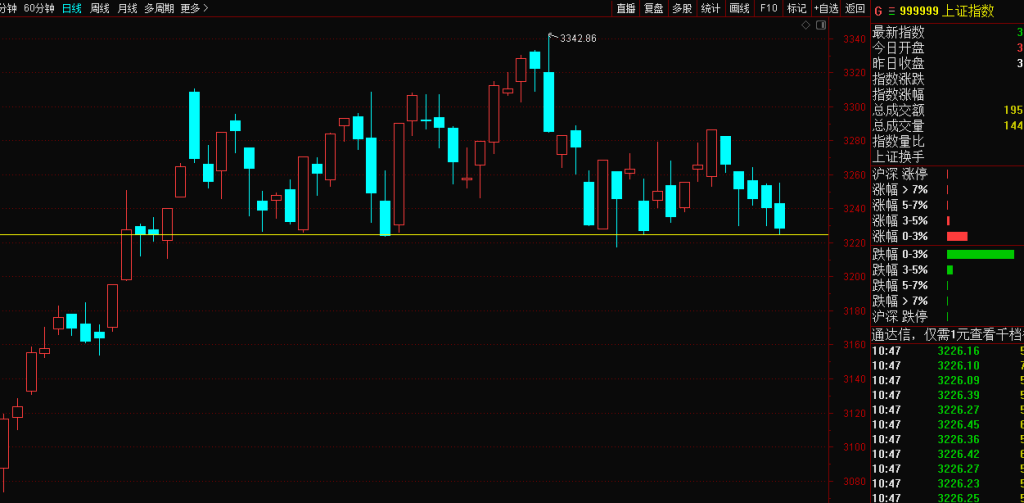 分钟 60分钟 日线 周线 月线 多周期 更多 >
直播 复盘 多股 统计 画线 F10 标记 +自选 返回
G 999999 上证指数
3342.86
3340
3320
3300
3280
3260
3240
3220
3200
3180
3160
3140
3120
3100
3080
最新指数 3
今日开盘 3
昨日收盘 3
指数涨跌
指数涨幅
总成交额 195
总成交量 144
指数量比
上证换手
沪深 涨停
涨幅 > 7%
涨幅 5-7%
涨幅 3-5%
涨幅 0-3%
跌幅 0-3%
跌幅 3-5%
跌幅 5-7%
跌幅 > 7%
沪深 跌停
通达信，仅需1元查看千档
10:47 3226.16
10:47 3226.10
10:47 3226.09
10:47 3226.39
10:47 3226.27
10:47 3226.45
10:47 3226.36
10:47 3226.42
10:47 3226.27
10:47 3226.23
10:47 3226.25